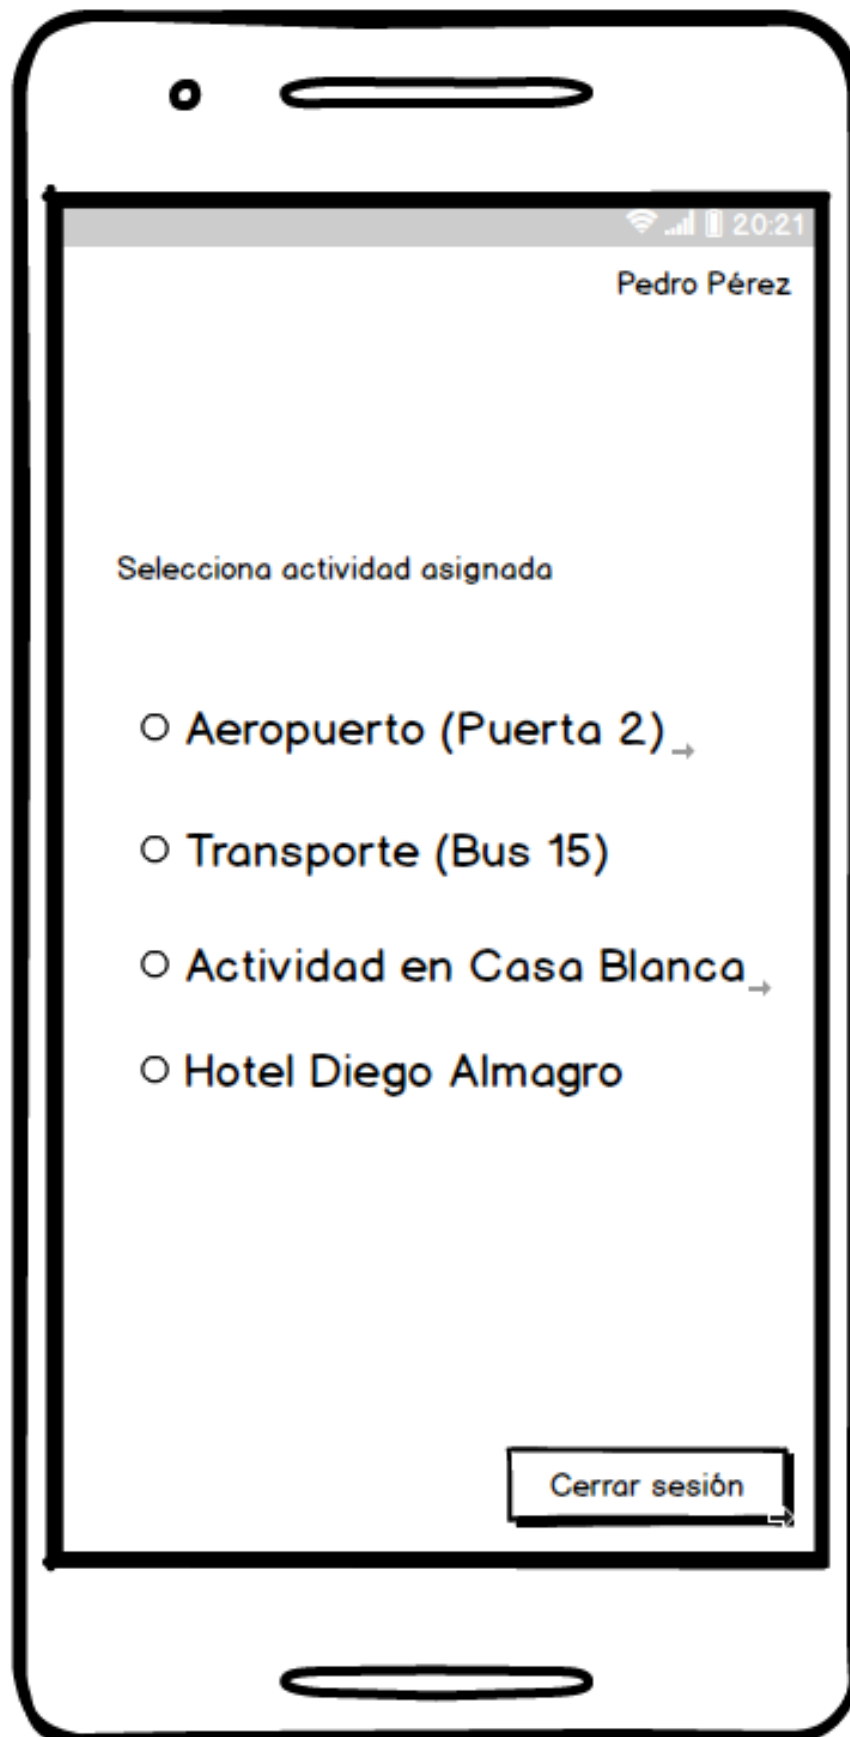 20:21
Pedro Pérez
Selecciona actividad asignada
Aeropuerto (Puerta 2)
Transporte (Bus 15)
Actividad en Casa Blanca
Hotel Diego Almagro
Cerrar sesión